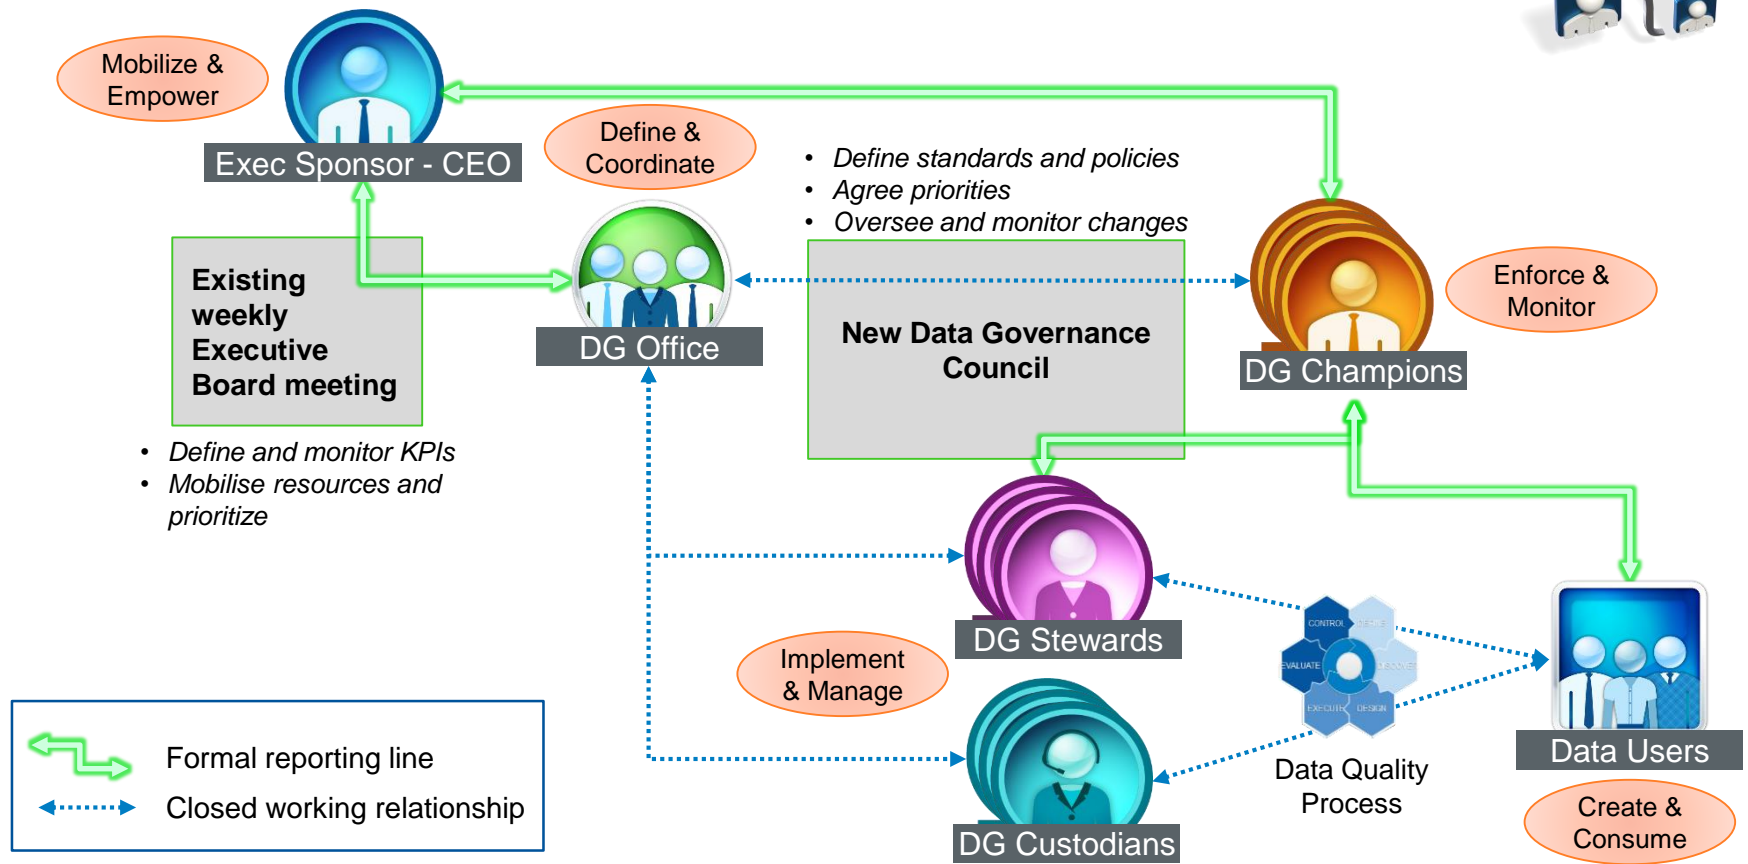 Mobilize &
Empower
Exec Sponsor - CEO
Define &
Coordinate
• Define standards and policies
• Agree priorities
• Oversee and monitor changes
Existing
weekly
Executive
Board meeting
DG Office
New Data Governance
Council
Enforce &
Monitor
DG Champions
• Define and monitor KPIs
• Mobilise resources and
prioritize
DG Stewards
Implement
& Manage
CONTROL
DEFINE
EVALUATE
DISCOVER
EXECUTE
DESIGN
Data Quality
Process
Data Users
Create &
Consume
DG Custodians
Formal reporting line
Closed working relationship